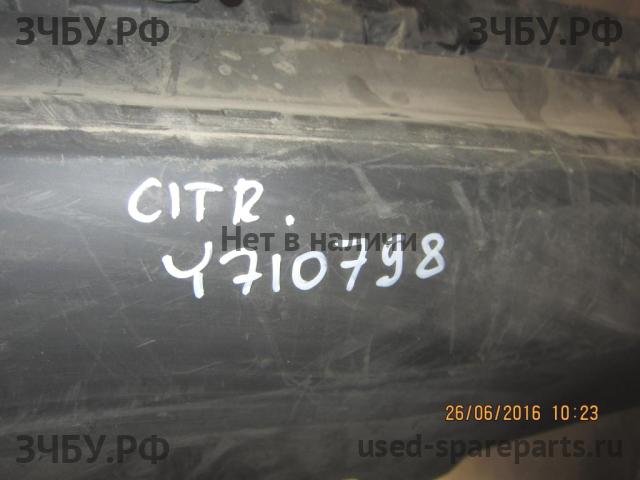 ЗЧБУ.РФ
ЗЧБУ.РФ
CITR.
Нет в наличии
4710798
26/06/2016 10:23
ЗЧБУ.РФ
used-spareparts.ru